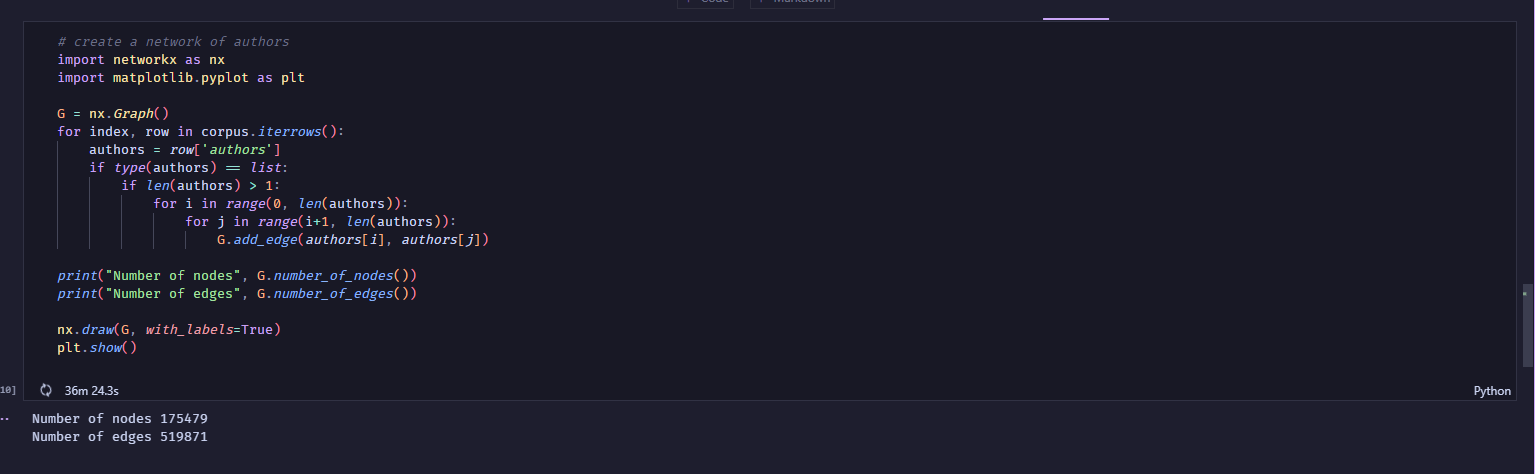 # create a network of authors
import networkx as nx
import matplotlib.pyplot as plt
G = nx.Graph()
for index, row in corpus.iterrows():
authors = row['authors']
if type(authors) == list:
if len(authors) > 1:
for i in range(0, len(authors)):
for j in range(i+1, len(authors)):
G.add_edge(authors[i], authors[j])
print("Number of nodes", G.number_of_nodes())
print("Number of edges", G.number_of_edges())
nx.draw(G, with_labels=True)
plt.show()
10] 36m 24.3s Python
Number of nodes 175479
Number of edges 519871